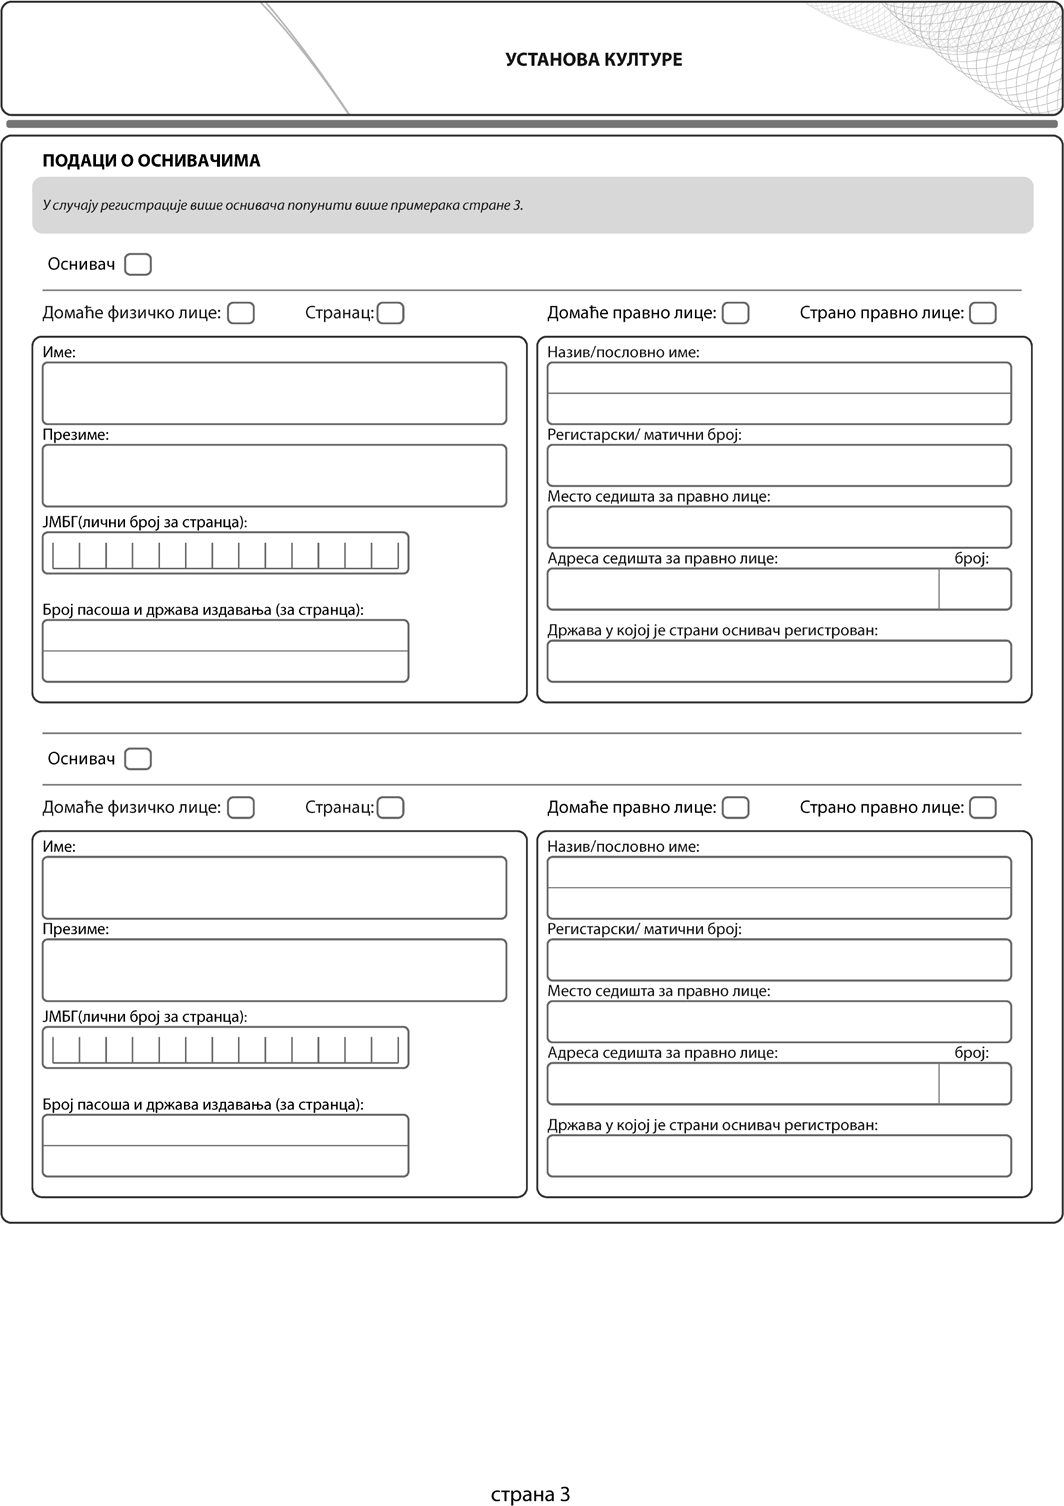 УСТАНОВА КУЛТУРЕ
ПОДАЦИ О ОСНИВАЧИМА
У случају регистрације више оснивача попунити више примерака стране 3.
Оснивач
Домаће физичко лице: Странац: Домаће правно лице: Страно правно лице:
Име:
Презиме:
ЈМБГ(лични број за странца):
Број пасоша и држава издавања (за странца):
Назив/пословно име:
Регистарски/ матични број:
Место седишта за правно лице:
Адреса седишта за правно лице: број:
Држава у којој је страни оснивач регистрован:
Оснивач
Домаће физичко лице: Странац: Домаће правно лице: Страно правно лице:
Име:
Презиме:
ЈМБГ(лични број за странца):
Број пасоша и држава издавања (за странца):
Назив/пословно име:
Регистарски/ матични број:
Место седишта за правно лице:
Адреса седишта за правно лице: број:
Држава у којој је страни оснивач регистрован:
страна 3